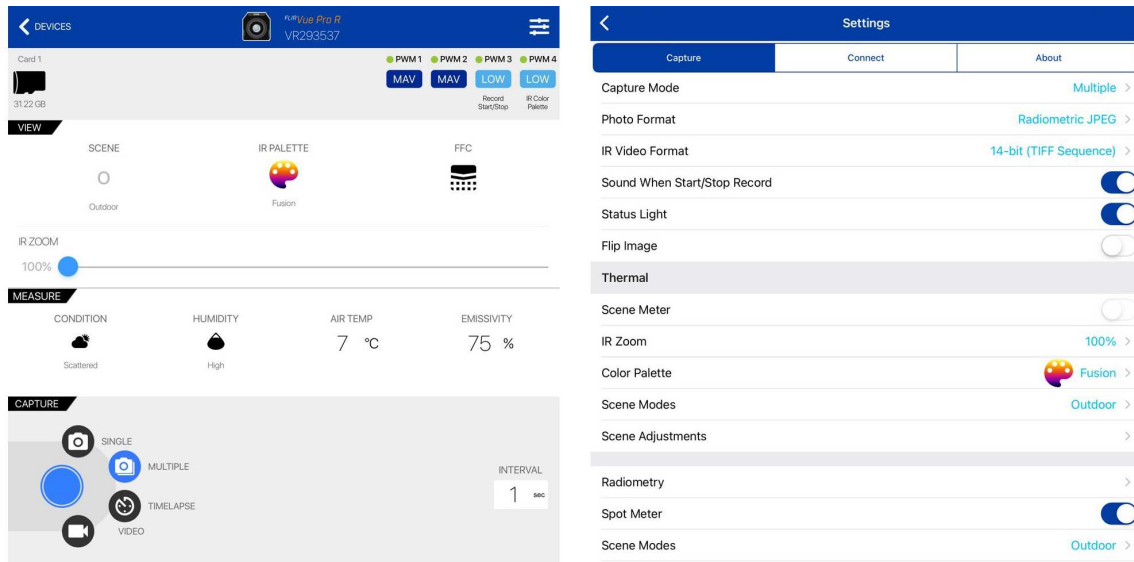 DEVICES
FLIR Vue Pro R
VR293537
Card 1
31.22 GB
PWM 1 PWM 2 PWM 3 PWM 4
MAV MAV LOW LOW
Record Start/Stop
IR Color Palette
VIEW
SCENE IR PALETTE FFC
Outdoor Fusion
IR ZOOM
100%
MEASURE
CONDITION HUMIDITY AIR TEMP EMISSIVITY
7 °C 75 %
Scattered High
CAPTURE
SINGLE
MULTIPLE
TIMELAPSE
VIDEO
INTERVAL
1 sec
Settings
Capture Connect About
Capture Mode Multiple
Photo Format Radiometric JPEG
IR Video Format 14-bit (TIFF Sequence)
Sound When Start/Stop Record
Status Light
Flip Image
Thermal
Scene Meter
IR Zoom 100%
Color Palette Fusion
Scene Modes Outdoor
Scene Adjustments
Radiometry
Spot Meter
Scene Modes Outdoor